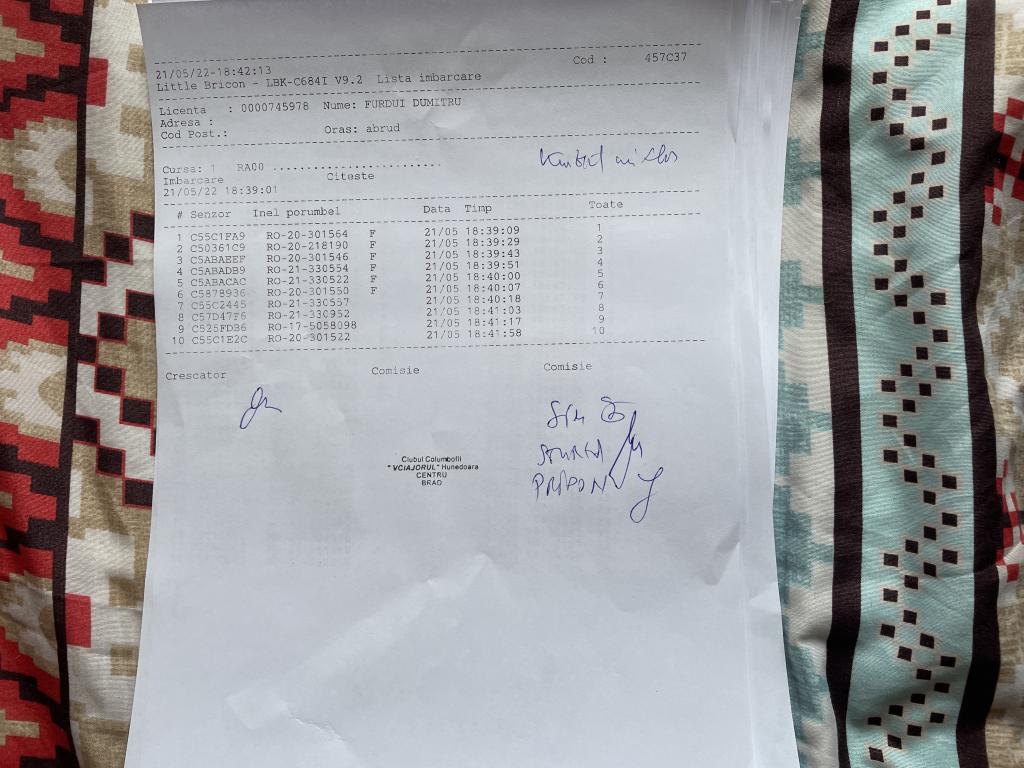 21/05/22-18:42:13 Cod : 457C37
Little Bricon - LBK-C684I V9.2 Lista imbarcare
Licenta : 0000745978 Nume: FURDUI DUMITRU
Adresa :
Cod Post.: Oras: abrud
Cursa: 1 RA00 ........................
Imbarcare Citeste
21/05/22 18:39:01
# Senzor Inel porumbel Data Timp Toate
1 C55C1FA9 RO-20-301564 F 21/05 18:39:09 1
2 C50361C9 RO-20-218190 F 21/05 18:39:29 2
3 C5ABAEEF RO-20-301546 F 21/05 18:39:43 3
4 C5ABADB9 RO-21-330554 F 21/05 18:39:51 4
5 C5ABACAC RO-21-330522 F 21/05 18:40:00 5
6 C5878936 RO-20-301550 F 21/05 18:40:07 6
7 C55C2445 RO-21-330557 21/05 18:40:18 7
8 C57D47F6 RO-21-330952 21/05 18:41:03 8
9 C525FDB6 RO-17-5058098 21/05 18:41:17 9
10 C55C1E2C RO-20-301522 21/05 18:41:58 10
Crescator Comisie Comisie
Clubul Columbofil
"VCIAJORUL" Hunedoara
CENTRU
BRAD